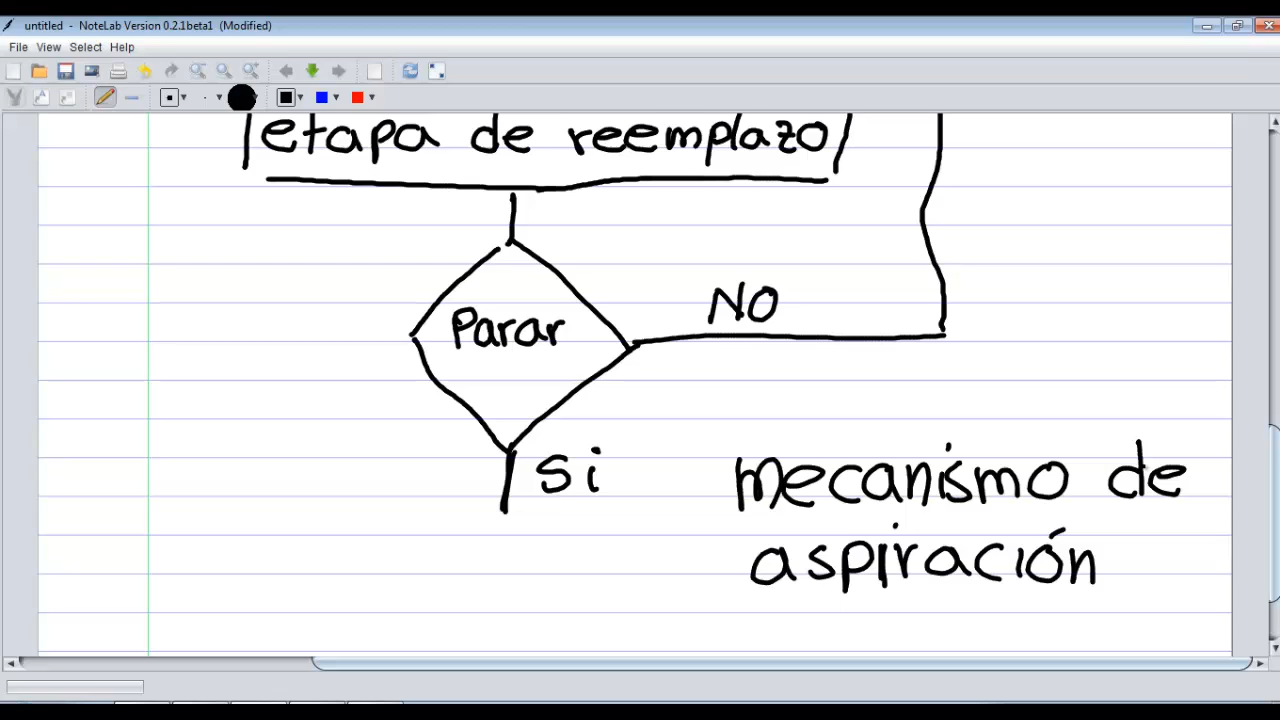 untitled - NoteLab Version 0.2.1beta1 (Modified)
File View Select Help
etapa de reemplazo
NO
Parar
si
mecanismo de
aspiración